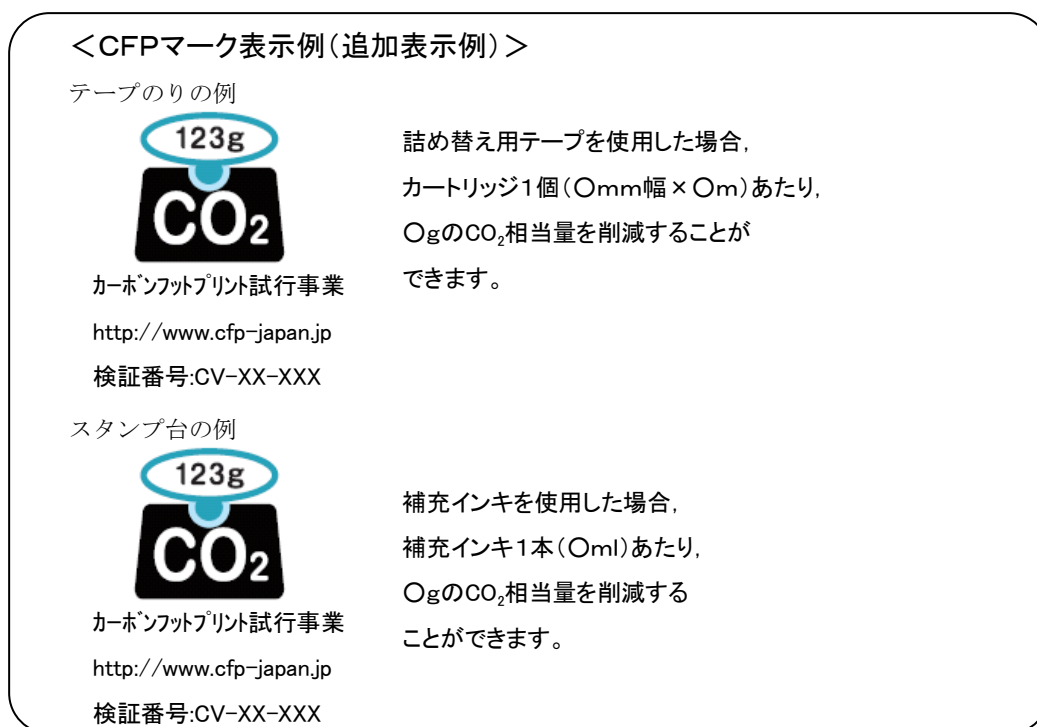 ＜CFPマーク表示例（追加表示例）＞
テープのりの例
123g
CO2
カーボンフットプリント試行事業
http://www.cfp-japan.jp
検証番号:CV-XX-XXX
詰め替え用テープを使用した場合，
カートリッジ１個（○mm幅×○m）あたり，
○gのCO2相当量を削減することが
できます。
スタンプ台の例
123g
CO2
カーボンフットプリント試行事業
http://www.cfp-japan.jp
検証番号:CV-XX-XXX
補充インキを使用した場合，
補充インキ１本（○ml）あたり，
○gのCO2相当量を削減する
ことができます。